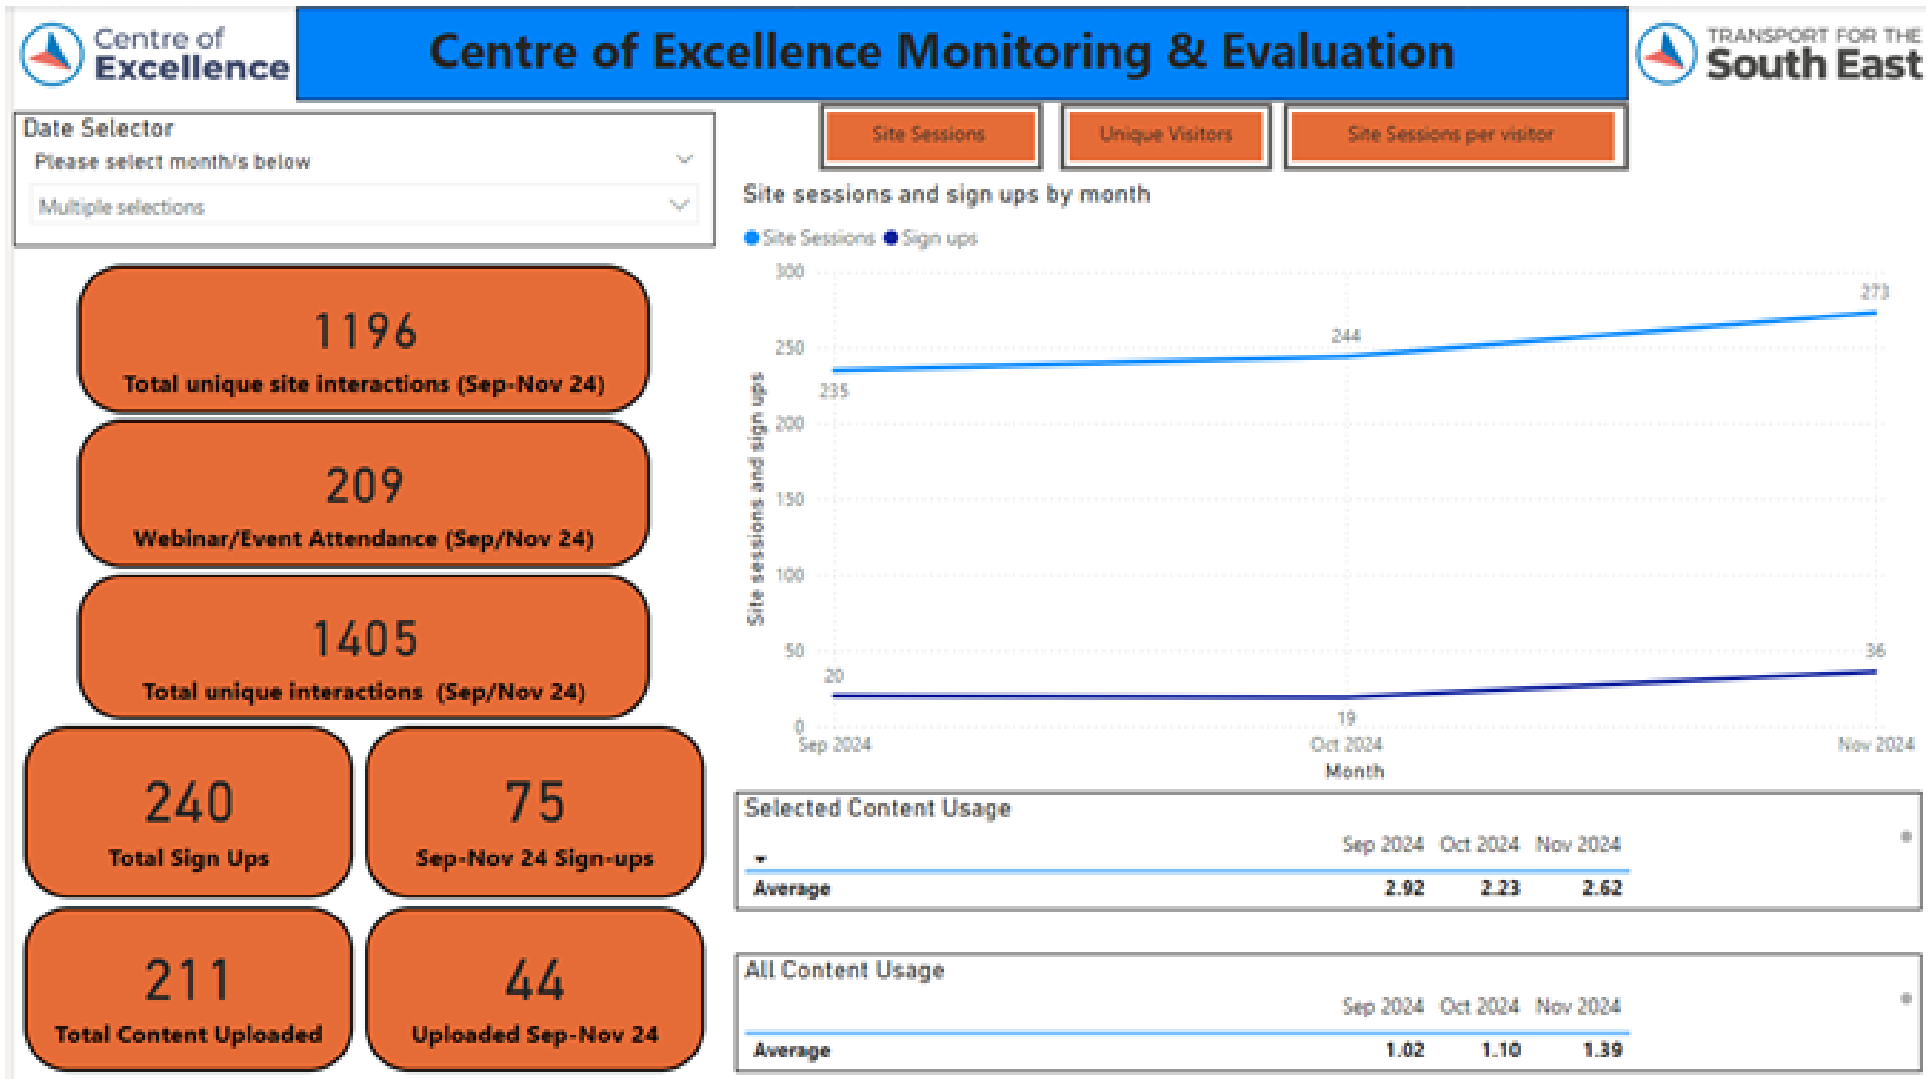 Centre of
Excellence
Centre of Excellence Monitoring & Evaluation
TRANSPORT FOR THE
South East
Date Selector
Please select month/s below
Multiple selections
Site Sessions
Unique Visitors
Site Sessions per visitor
1196
Total unique site interactions (Sep-Nov 24)
209
Webinar/Event Attendance (Sep/Nov 24)
1405
Total unique interactions (Sep/Nov 24)
240
Total Sign Ups
75
Sep-Nov 24 Sign-ups
211
Total Content Uploaded
44
Uploaded Sep-Nov 24
Site sessions and sign ups by month
Site Sessions Sign ups
Site sessions and sign ups
300
250
200
150
100
50
0
235
244
273
20
19
36
Sep 2024 Oct 2024 Nov 2024
Month
Selected Content Usage
Sep 2024 Oct 2024 Nov 2024
Average 2.92 2.23 2.62
All Content Usage
Sep 2024 Oct 2024 Nov 2024
Average 1.02 1.10 1.39